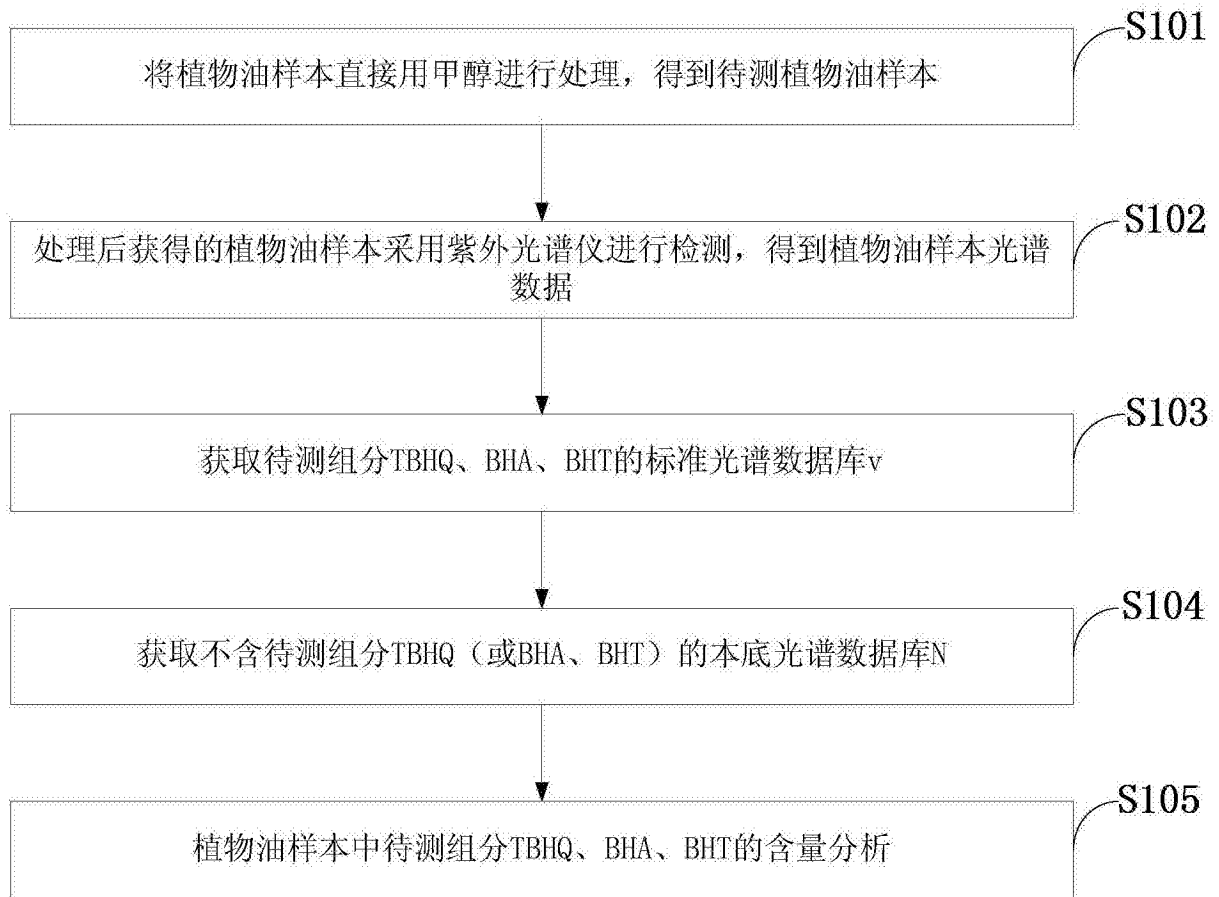 S101
将植物油样本直接用甲醇进行处理，得到待测植物油样本
S102
处理后获得的植物油样本采用紫外光谱仪进行检测，得到植物油样本光谱
数据
S103
获取待测组分TBHQ、BHA、BHT的标准光谱数据库v
S104
获取不含待测组分TBHQ（或BHA、BHT）的本底光谱数据库N
S105
植物油样本中待测组分TBHQ、BHA、BHT的含量分析